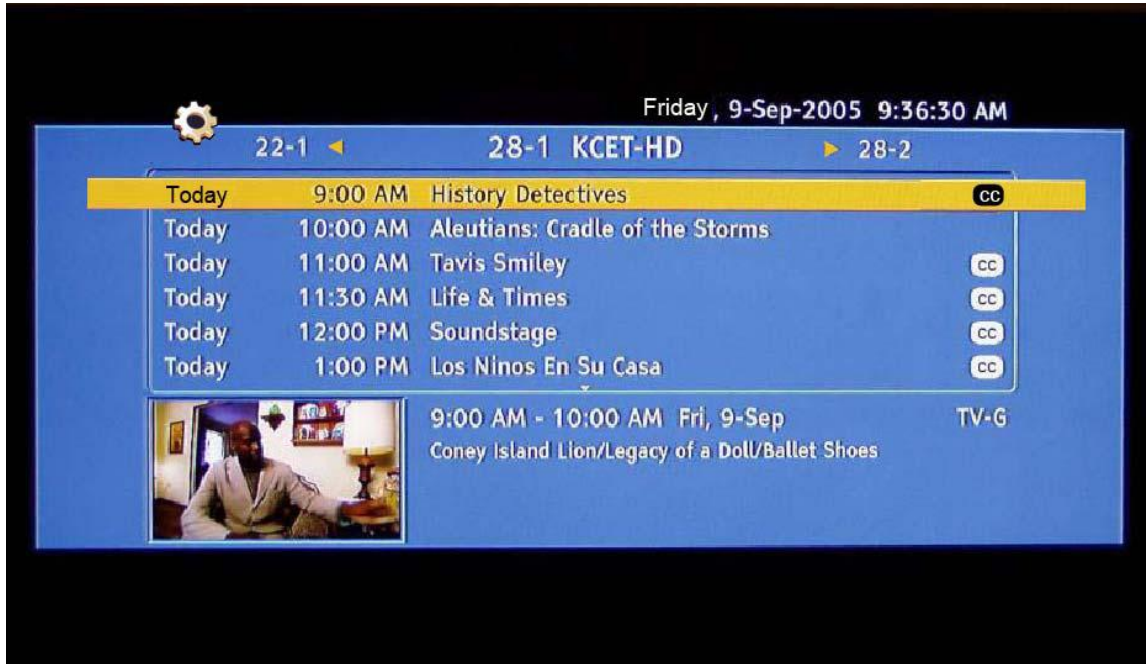 Friday, 9-Sep-2005 9:36:30 AM
22-1 ◄ 28-1 KCET-HD ► 28-2
Today 9:00 AM History Detectives CC
Today 10:00 AM Aleutians: Cradle of the Storms
Today 11:00 AM Tavis Smiley CC
Today 11:30 AM Life & Times CC
Today 12:00 PM Soundstage CC
Today 1:00 PM Los Ninos En Su Casa CC
9:00 AM - 10:00 AM Fri, 9-Sep TV-G
Coney Island Lion/Legacy of a Doll/Ballet Shoes